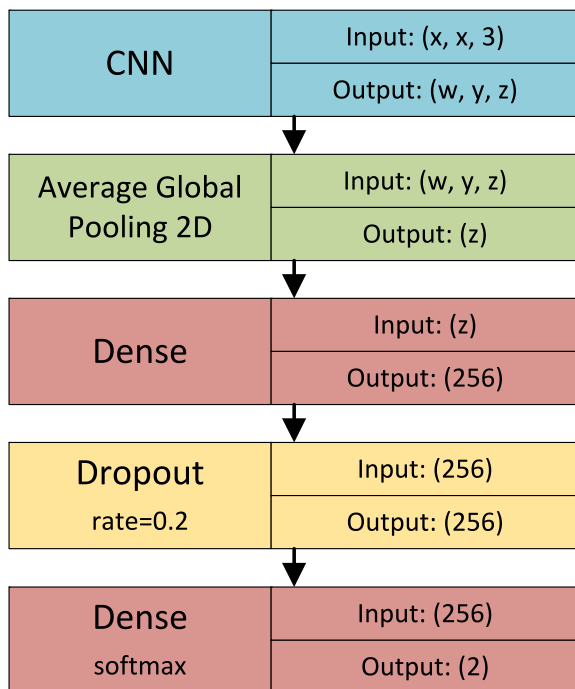 CNN
Input: (x, x, 3)
Output: (w, y, z)
Average Global
Pooling 2D
Input: (w, y, z)
Output: (z)
Dense
Input: (z)
Output: (256)
Dropout
rate=0.2
Input: (256)
Output: (256)
Dense
softmax
Input: (256)
Output: (2)